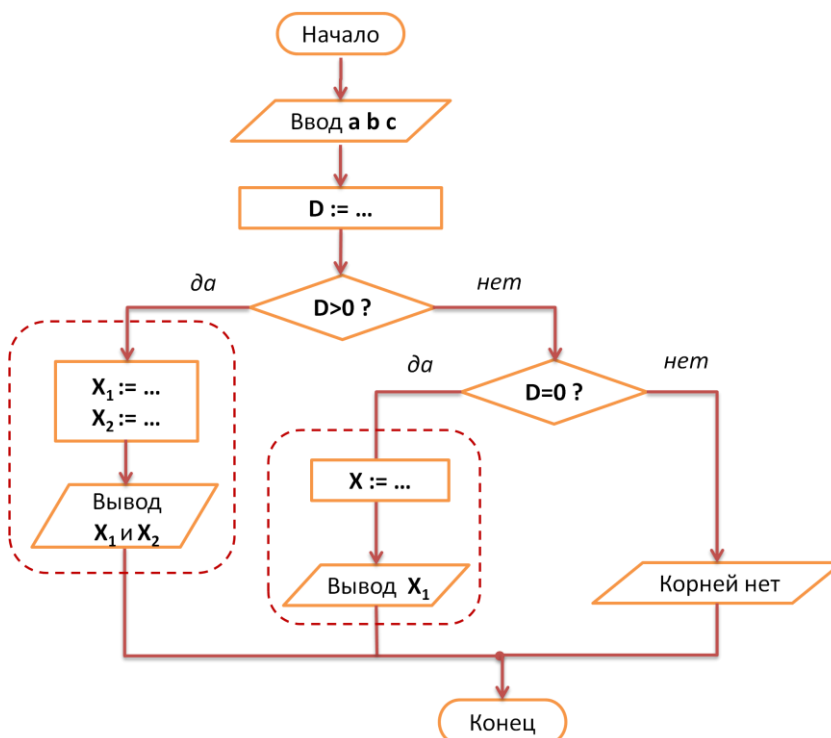 Начало
Ввод a b c
D := ...
да
нет
D>0 ?
X₁ := ...
X₂ := ...
Вывод
X₁ и X₂
да
нет
D=0 ?
X := ...
Вывод X₁
Корней нет
Конец